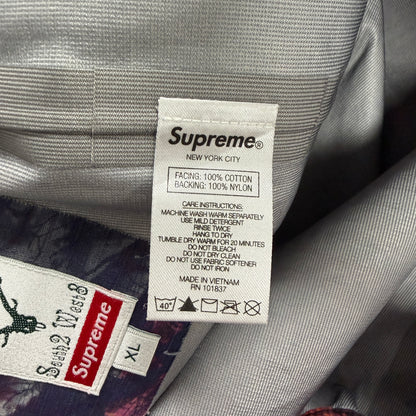 Supreme®
NEW YORK CITY
FACING: 100% COTTON
BACKING: 100% NYLON
CARE INSTRUCTIONS:
MACHINE WASH WARM SEPARATELY
USE MILD DETERGENT
RINSE TWICE
HANG TO DRY
TUMBLE DRY WARM FOR 20 MINUTES
DO NOT BLEACH
DO NOT DRY CLEAN
DO NOT USE FABRIC SOFTENER
DO NOT IRON
MADE IN VIETNAM
RN 101837
40°
South2 West8
Supreme
XL